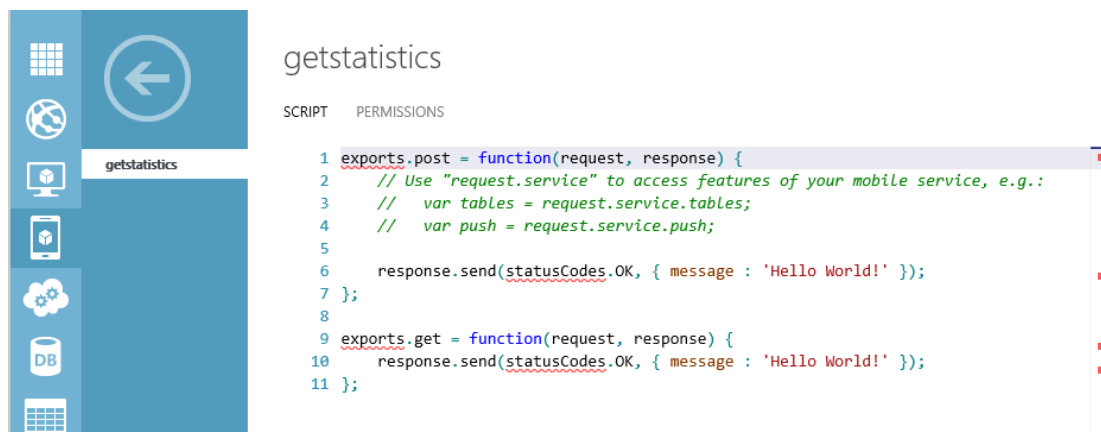 getstatistics
SCRIPT PERMISSIONS
getstatistics
1 exports.post = function(request, response) {
2 // Use "request.service" to access features of your mobile service, e.g.:
3 //   var tables = request.service.tables;
4 //   var push = request.service.push;
5
6 response.send(statusCodes.OK, { message : 'Hello World!' });
7 };
8
9 exports.get = function(request, response) {
10 response.send(statusCodes.OK, { message : 'Hello World!' });
11 };
DB